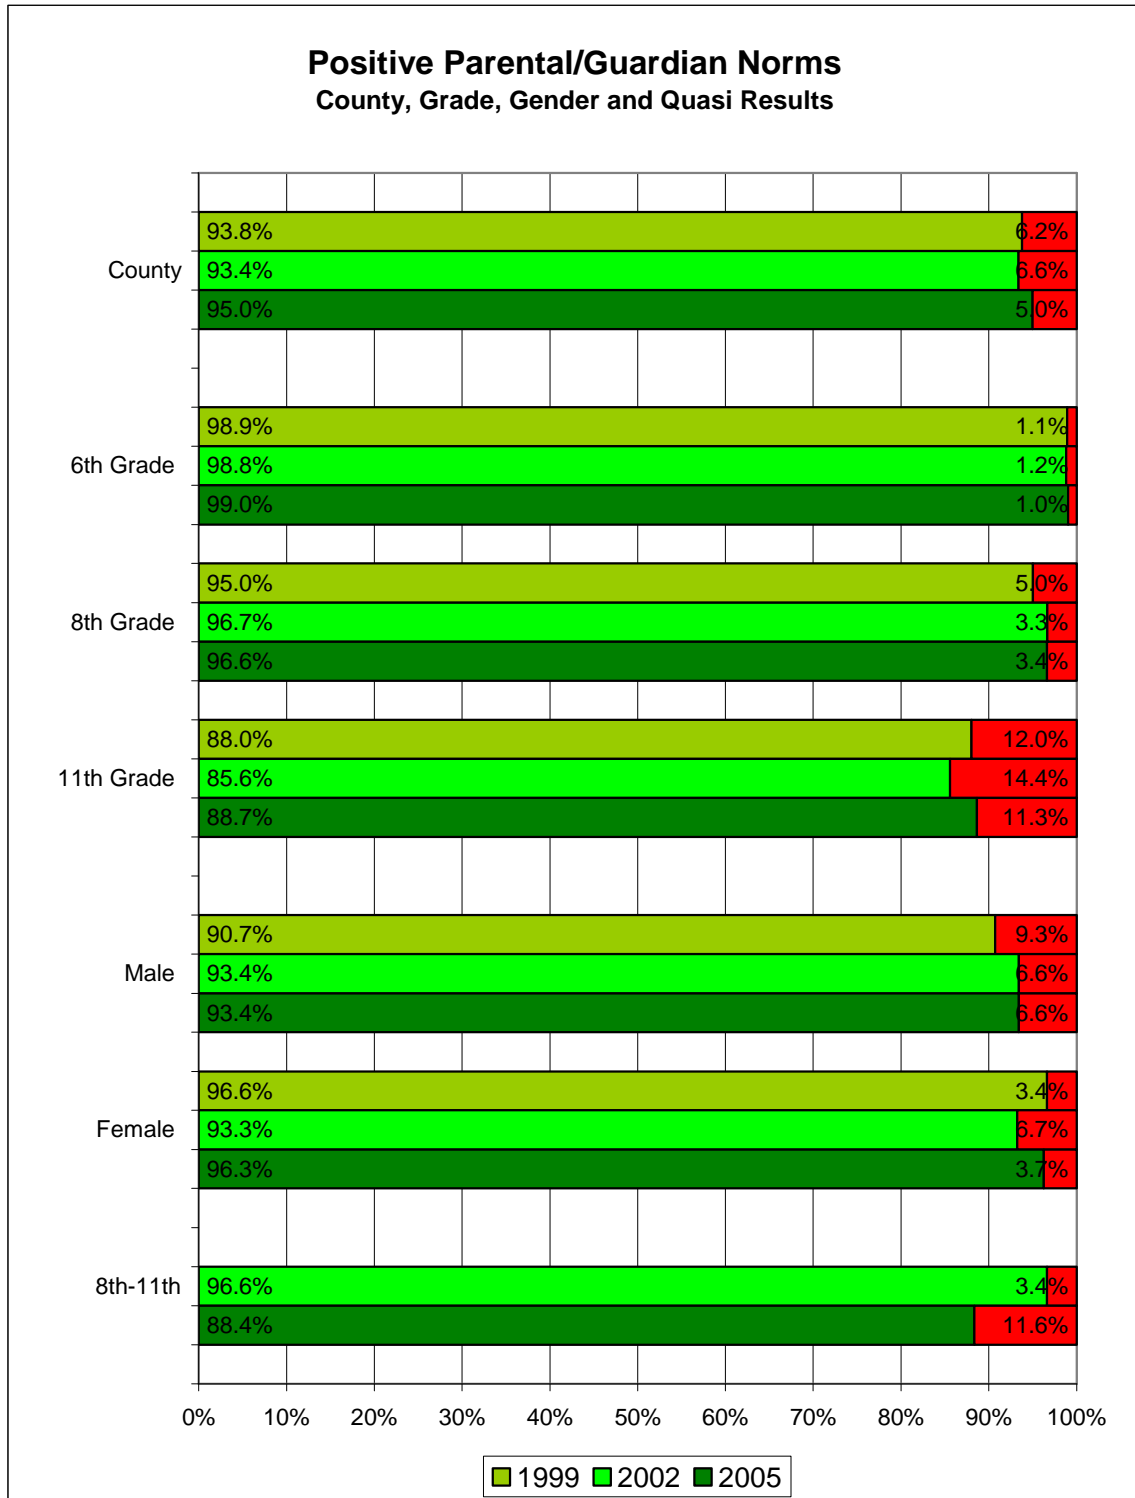 Positive Parental/Guardian Norms
County, Grade, Gender and Quasi Results
93.8% 6.2%
County 93.4% 6.6%
95.0% 5.0%
98.9% 1.1%
6th Grade 98.8% 1.2%
99.0% 1.0%
95.0% 5.0%
8th Grade 96.7% 3.3%
96.6% 3.4%
88.0% 12.0%
11th Grade 85.6% 14.4%
88.7% 11.3%
90.7% 9.3%
Male 93.4% 6.6%
93.4% 6.6%
96.6% 3.4%
Female 93.3% 6.7%
96.3% 3.7%
8th-11th 96.6% 3.4%
88.4% 11.6%
0% 10% 20% 30% 40% 50% 60% 70% 80% 90% 100%
1999 2002 2005